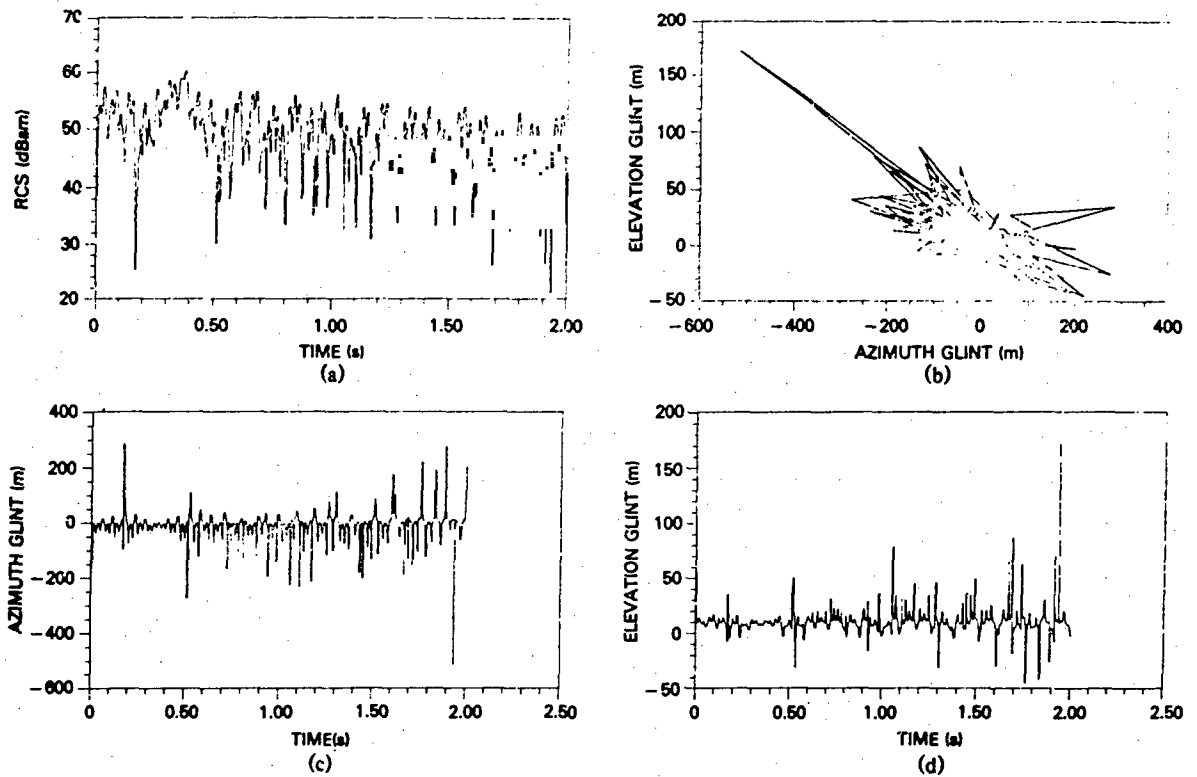 70
60
50
40
30
20
RCS (dBsm)
0 0.50 1.00 1.50 2.00
TIME (s)
(a)
200
150
100
50
0
−50
ELEVATION GLINT (m)
−600 −400 −200 0 200 400
AZIMUTH GLINT (m)
(b)
400
200
0
−200
−400
−600
AZIMUTH GLINT (m)
0 0.50 1.00 1.50 2.00 2.50
TIME(s)
(c)
200
150
100
50
0
−50
ELEVATION GLINT (m)
0 0.50 1.00 1.50 2.00 2.50
TIME (s)
(d)